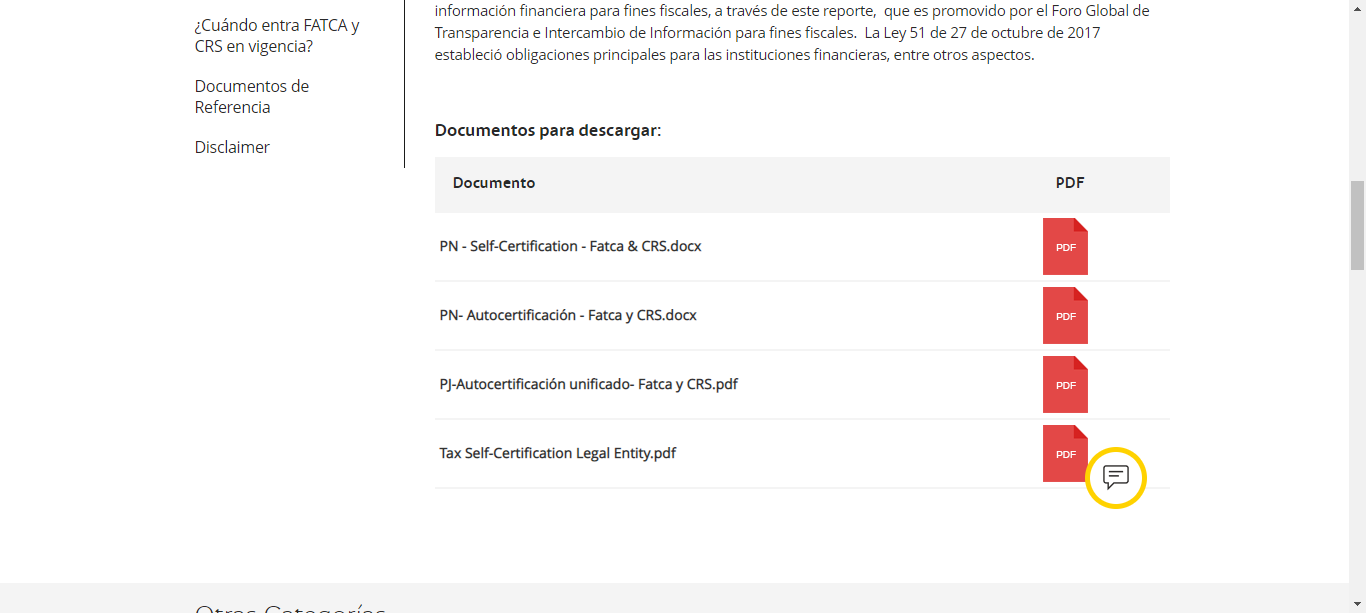 ¿Cuándo entra FATCA y
CRS en vigencia?
Documentos de
Referencia
Disclaimer
información financiera para fines fiscales, a través de este reporte,  que es promovido por el Foro Global de
Transparencia e Intercambio de Información para fines fiscales.  La Ley 51 de 27 de octubre de 2017
estableció obligaciones principales para las instituciones financieras, entre otros aspectos.
Documentos para descargar:
Documento PDF
PN - Self-Certification - Fatca & CRS.docx PDF
PN- Autocertificación - Fatca y CRS.docx PDF
PJ-Autocertificación unificado- Fatca y CRS.pdf PDF
Tax Self-Certification Legal Entity.pdf PDF
Otras Categorías